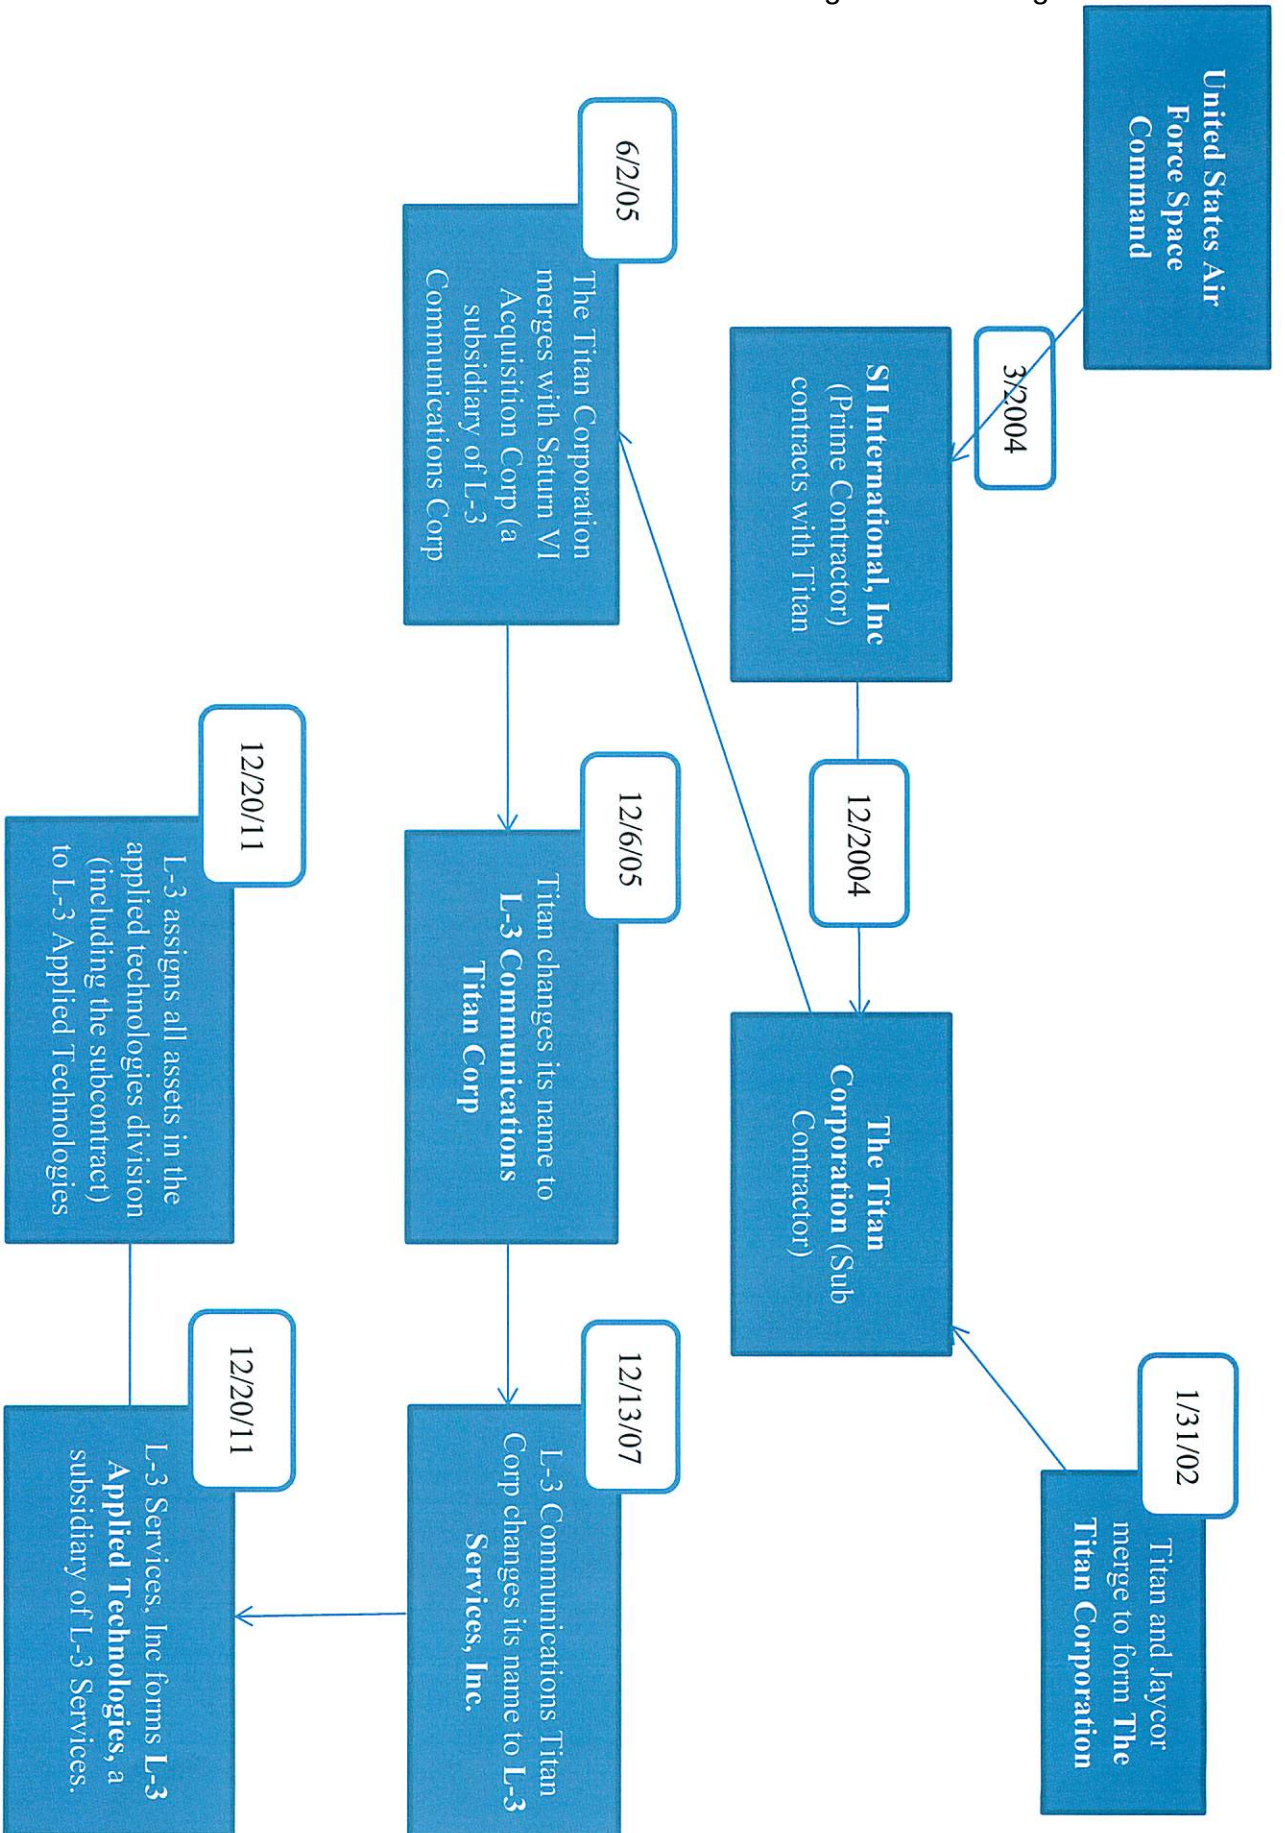 United States Air
Force Space
Command
1/31/02
Titan and Jaycor
merge to form The
Titan Corporation
3/2004
SI International, Inc
(Prime Contractor)
contracts with Titan
12/2004
The Titan
Corporation (Sub
Contractor)
6/2/05
The Titan Corporation
merges with Saturn VI
Acquisition Corp (a
subsidiary of L-3
Communications Corp
12/6/05
Titan changes its name to
L-3 Communications
Titan Corp
12/13/07
L-3 Communications Titan
Corp changes its name to L-3
Services, Inc.
12/20/11
L-3 assigns all assets in the
applied technologies division
(including the subcontract)
to L-3 Applied Technologies
12/20/11
L-3 Services, Inc forms L-3
Applied Technologies, a
subsidiary of L-3 Services.